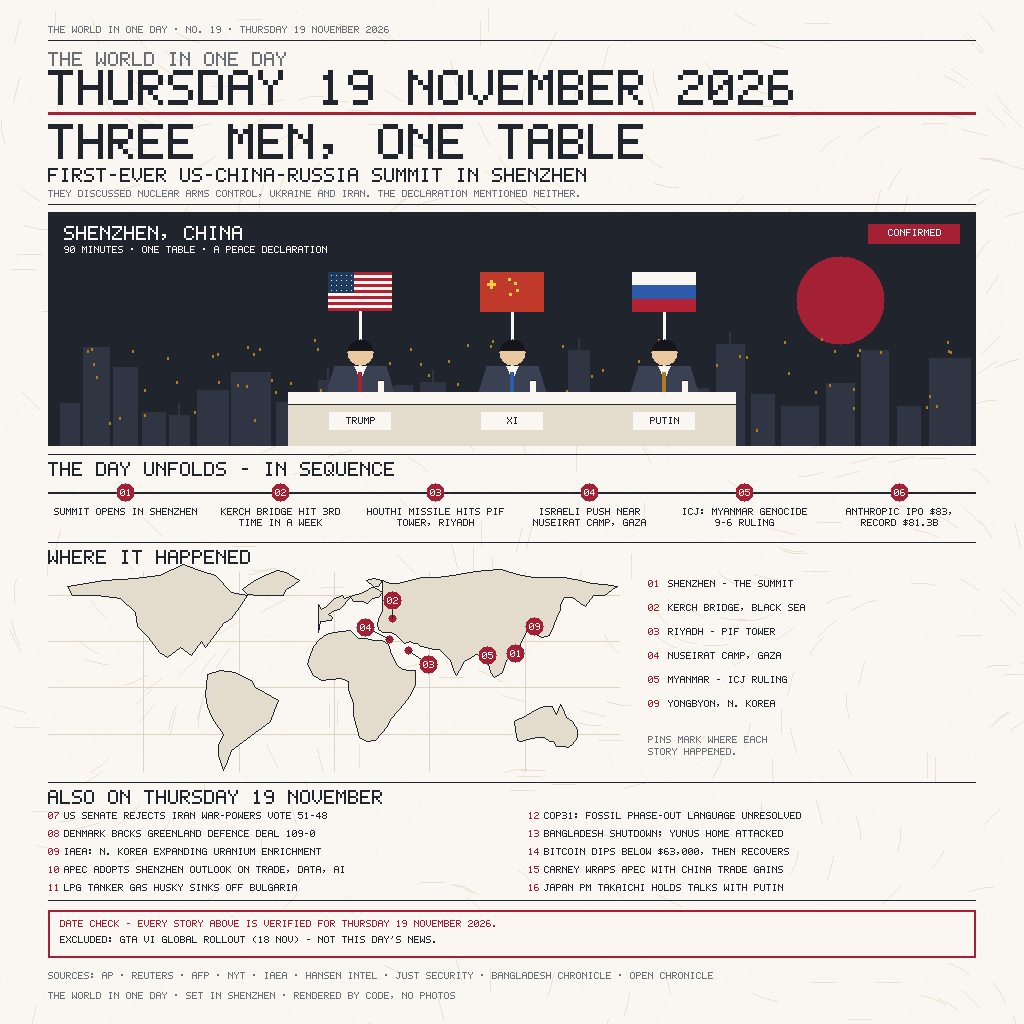 THE WORLD IN ONE DAY · NO. 19 · THURSDAY 19 NOVEMBER 2026
THE WORLD IN ONE DAY
THURSDAY 19 NOVEMBER 2026
THREE MEN, ONE TABLE
FIRST-EVER US-CHINA-RUSSIA SUMMIT IN SHENZHEN
THEY DISCUSSED NUCLEAR ARMS CONTROL, UKRAINE AND IRAN. THE DECLARATION MENTIONED NEITHER.
SHENZHEN, CHINA
CONFIRMED
90 MINUTES · ONE TABLE · A PEACE DECLARATION
TRUMP
XI
PUTIN
THE DAY UNFOLDS - IN SEQUENCE
01
SUMMIT OPENS IN SHENZHEN
02
KERCH BRIDGE HIT 3RD
TIME IN A WEEK
03
HOUTHI MISSILE HITS PIF
TOWER, RIYADH
04
ISRAELI PUSH NEAR
NUSEIRAT CAMP, GAZA
05
ICJ: MYANMAR GENOCIDE
9-6 RULING
06
ANTHROPIC IPO $83,
RECORD $81.3B
WHERE IT HAPPENED
02
04
09
05
01
03
01 SHENZHEN - THE SUMMIT
02 KERCH BRIDGE, BLACK SEA
03 RIYADH - PIF TOWER
04 NUSEIRAT CAMP, GAZA
05 MYANMAR - ICJ RULING
09 YONGBYON, N. KOREA
PINS MARK WHERE EACH
STORY HAPPENED.
ALSO ON THURSDAY 19 NOVEMBER
07 US SENATE REJECTS IRAN WAR-POWERS VOTE 51-48
08 DENMARK BACKS GREENLAND DEFENCE DEAL 109-0
09 IAEA: N. KOREA EXPANDING URANIUM ENRICHMENT
10 APEC ADOPTS SHENZHEN OUTLOOK ON TRADE, DATA, AI
11 LPG TANKER GAS HUSKY SINKS OFF BULGARIA
12 COP31: FOSSIL PHASE-OUT LANGUAGE UNRESOLVED
13 BANGLADESH SHUTDOWN; YUNUS HOME ATTACKED
14 BITCOIN DIPS BELOW $63,000, THEN RECOVERS
15 CARNEY WRAPS APEC WITH CHINA TRADE GAINS
16 JAPAN PM TAKAICHI HOLDS TALKS WITH PUTIN
DATE CHECK - EVERY STORY ABOVE IS VERIFIED FOR THURSDAY 19 NOVEMBER 2026.
EXCLUDED: GTA VI GLOBAL ROLLOUT (18 NOV) - NOT THIS DAY'S NEWS.
SOURCES: AP · REUTERS · AFP · NYT · IAEA · HANSEN INTEL · JUST SECURITY · BANGLADESH CHRONICLE · OPEN CHRONICLE
THE WORLD IN ONE DAY · SET IN SHENZHEN · RENDERED BY CODE, NO PHOTOS